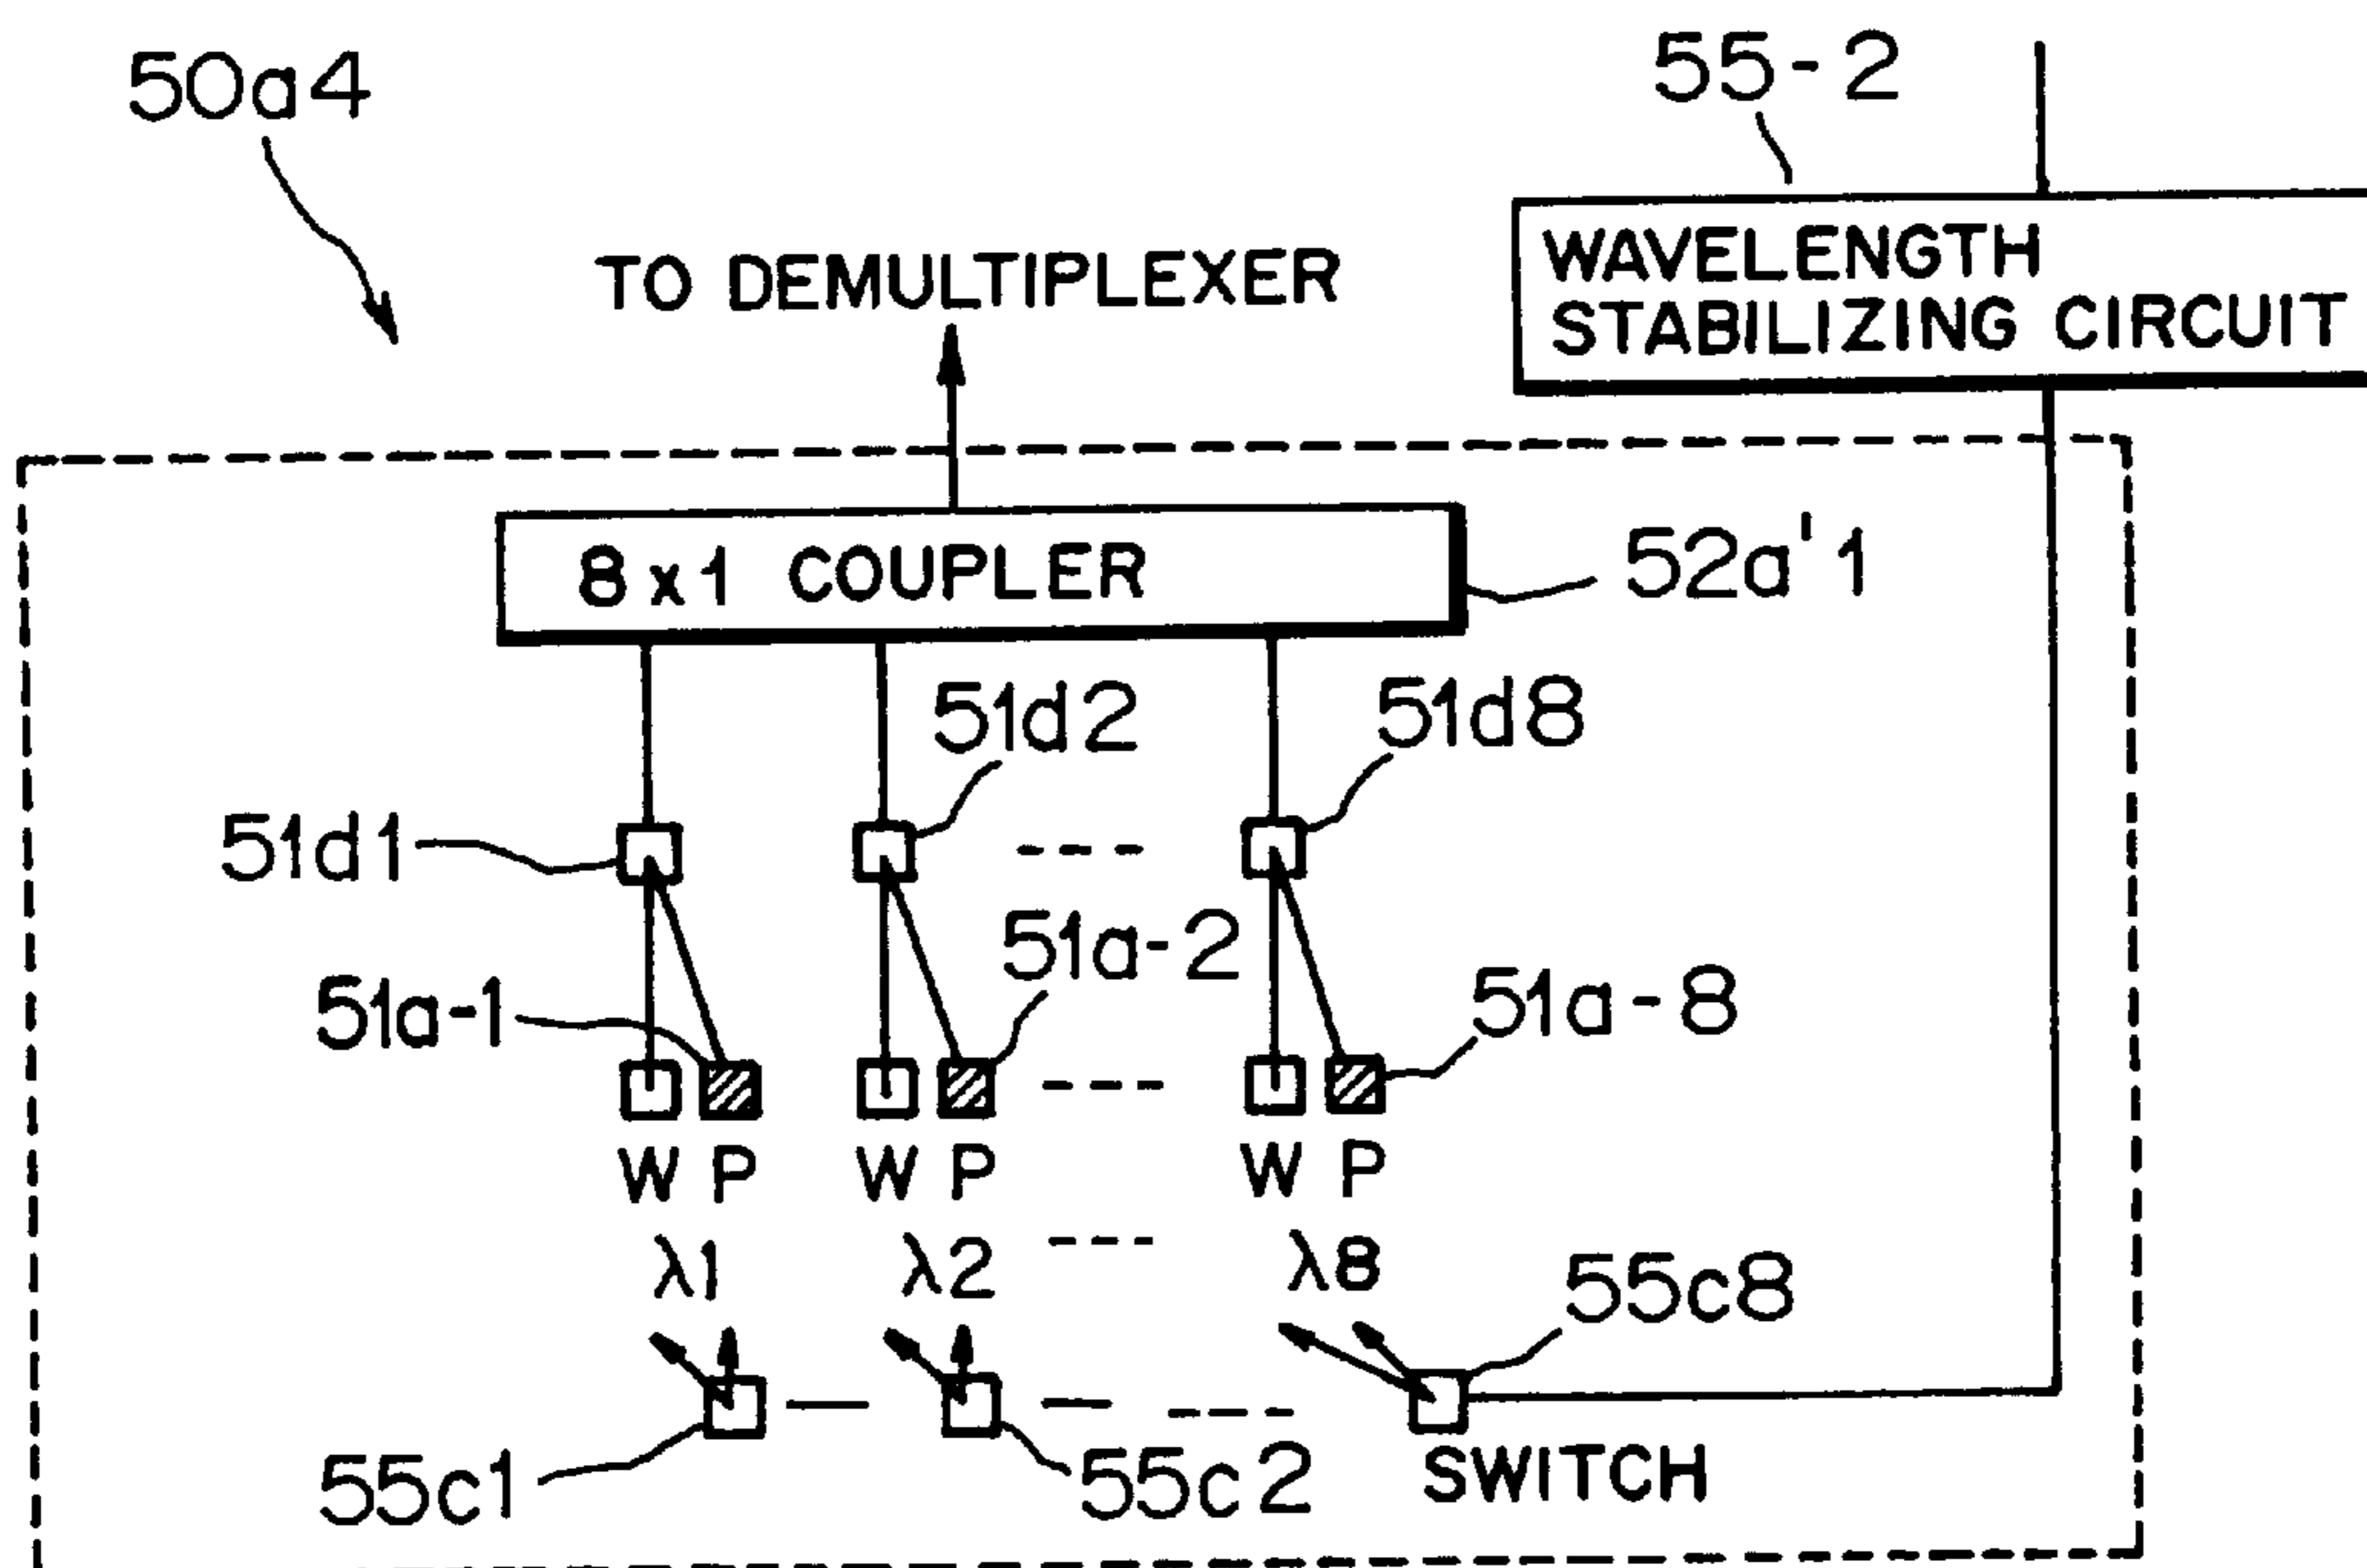 50a4
55-2
TO DEMULTIPLEXER
WAVELENGTH
STABILIZING CIRCUIT
8x1 COUPLER
52a'1
51d2
51d8
51d1
51a-2
51a-1
51a-8
W P W P W P
λ1 λ2 --- λ8
55c8
55c1
55c2
SWITCH